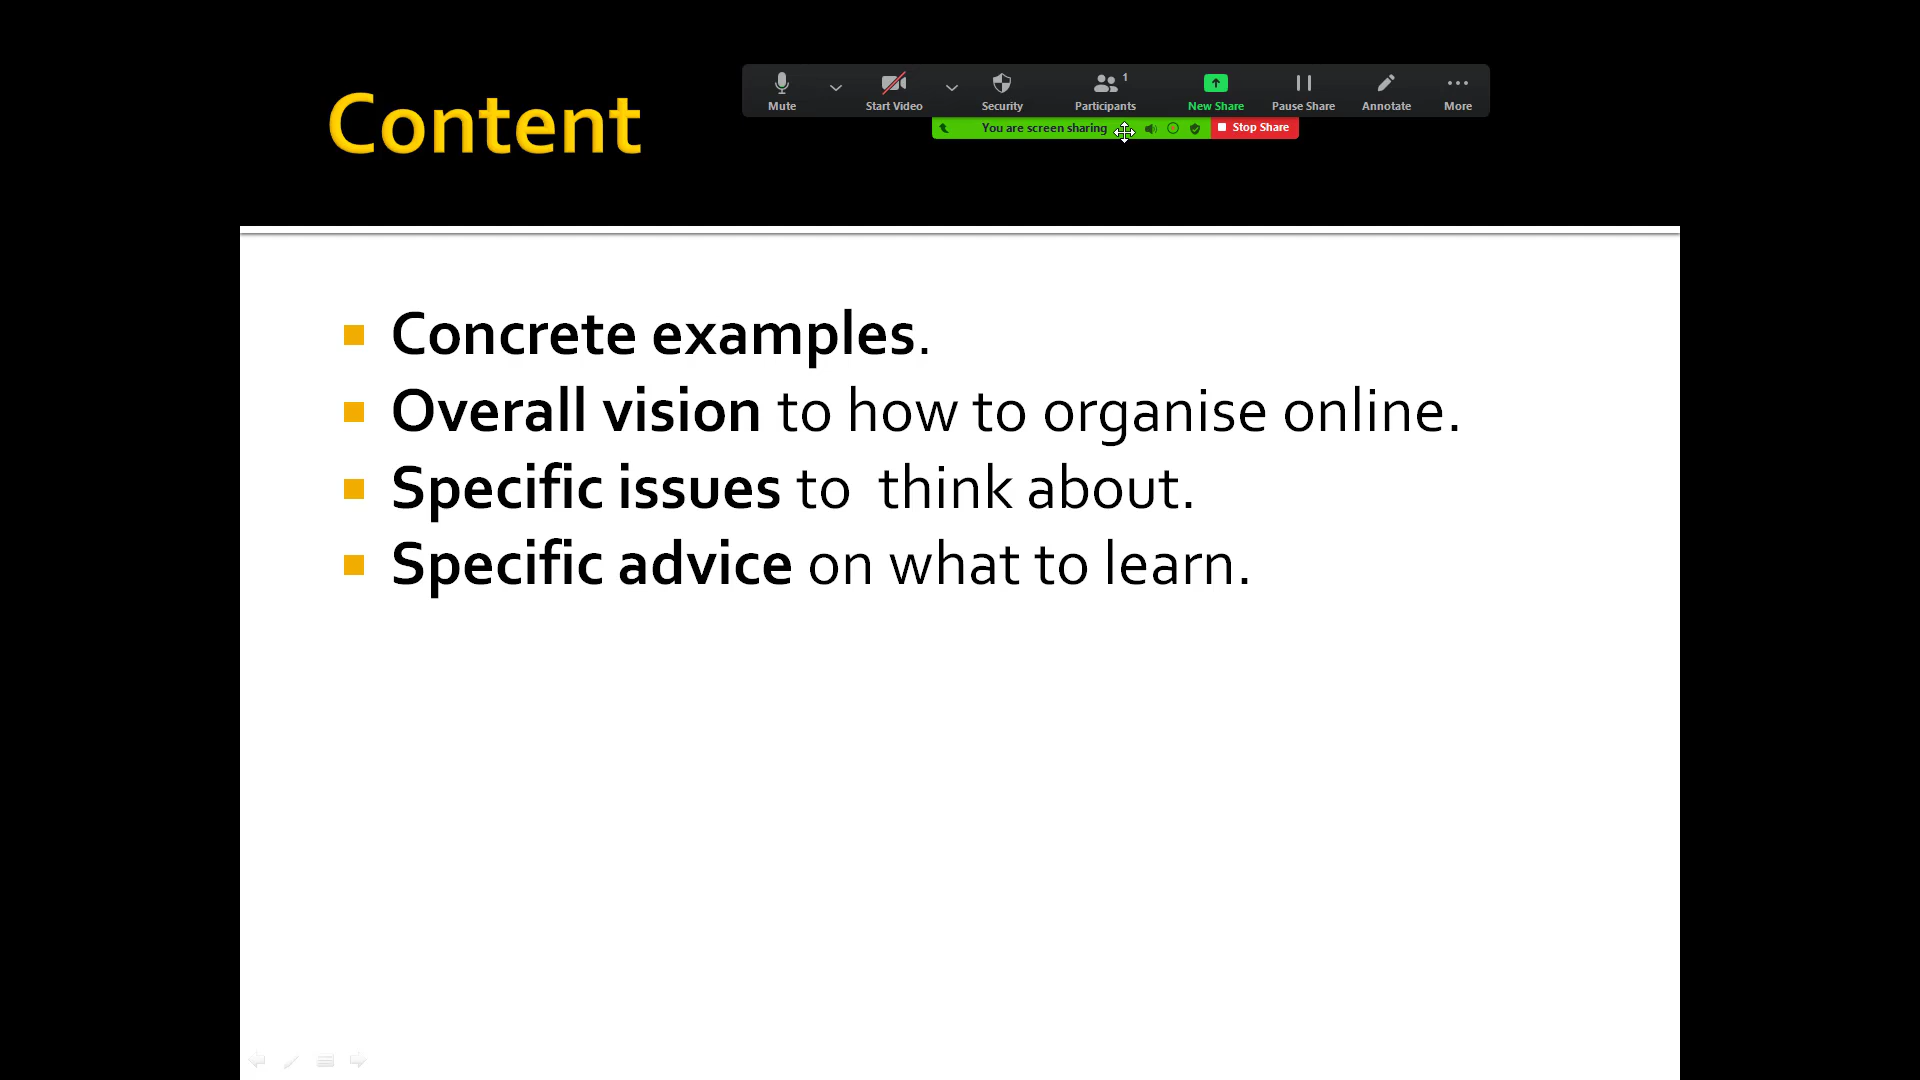 Content
Mute
Start Video
Security
Participants
1
New Share
Pause Share
Annotate
More
You are screen sharing
Stop Share
Concrete examples.
Overall vision to how to organise online.
Specific issues to  think about.
Specific advice on what to learn.